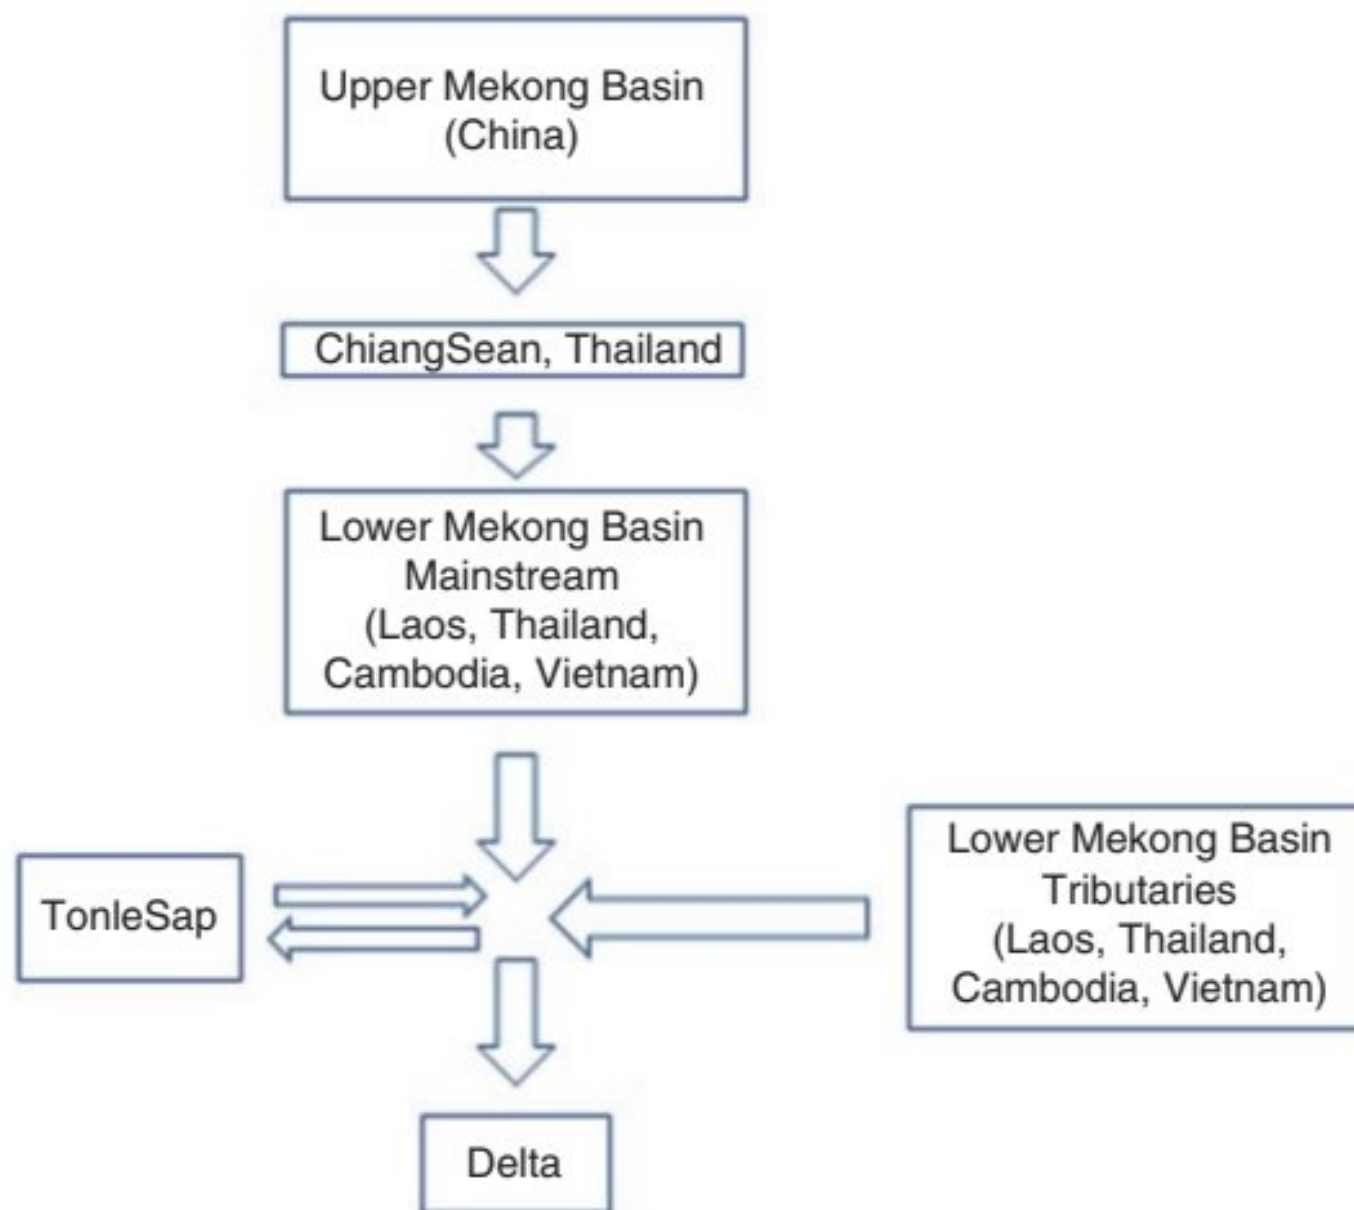 Upper Mekong Basin
(China)
ChiangSean, Thailand
Lower Mekong Basin
Mainstream
(Laos, Thailand,
Cambodia, Vietnam)
TonleSap
Lower Mekong Basin
Tributaries
(Laos, Thailand,
Cambodia, Vietnam)
Delta